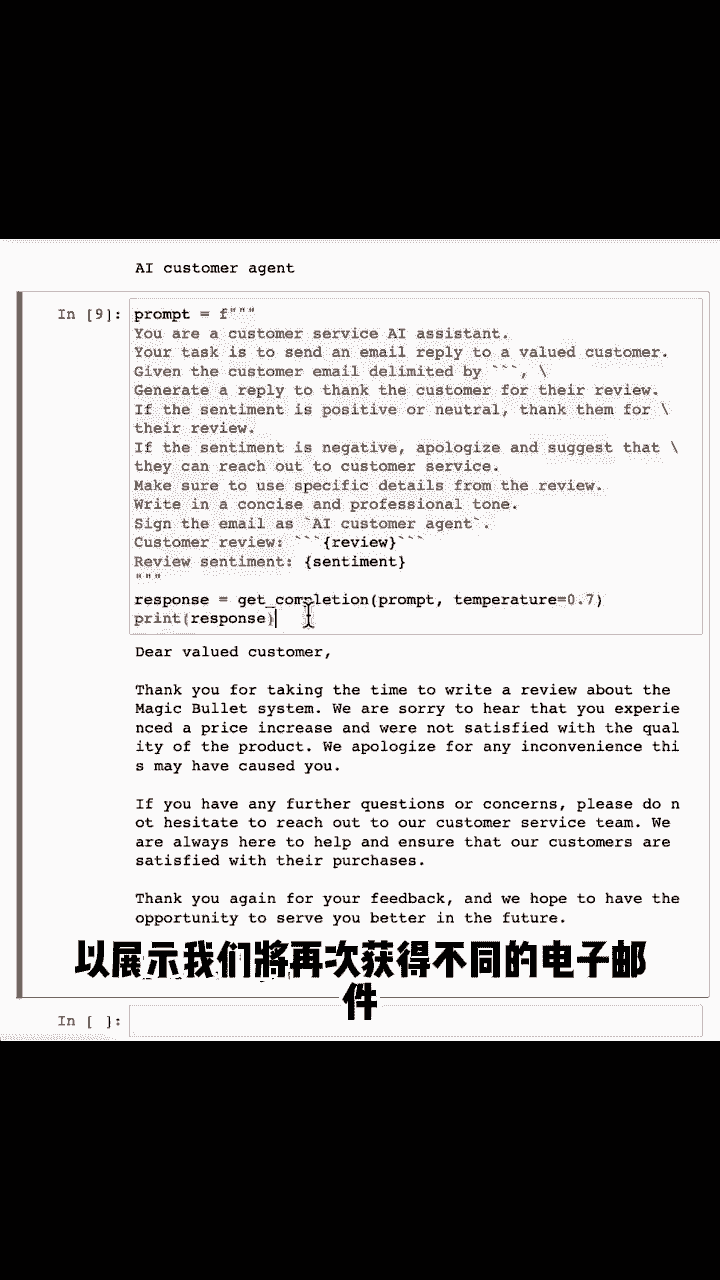 AI customer agent
In [9]:
prompt = f"""
You are a customer service AI assistant.
Your task is to send an email reply to a valued customer.
Given the customer email delimited by ```, \
Generate a reply to thank the customer for their review.
If the sentiment is positive or neutral, thank them for \
their review.
If the sentiment is negative, apologize and suggest that \
they can reach out to customer service.
Make sure to use specific details from the review.
Write in a concise and professional tone.
Sign the email as `AI customer agent`.
Customer review: ```{review}```
Review sentiment: {sentiment}
"""
response = get_completion(prompt, temperature=0.7)
print(response)
Dear valued customer,
Thank you for taking the time to write a review about the
Magic Bullet system. We are sorry to hear that you experie
nced a price increase and were not satisfied with the qual
ity of the product. We apologize for any inconvenience thi
s may have caused you.
If you have any further questions or concerns, please do n
ot hesitate to reach out to our customer service team. We
are always here to help and ensure that our customers are
satisfied with their purchases.
Thank you again for your feedback, and we hope to have the
opportunity to serve you better in the future.
以展示我们將再次获得不同的电子邮
件
In [ ]: